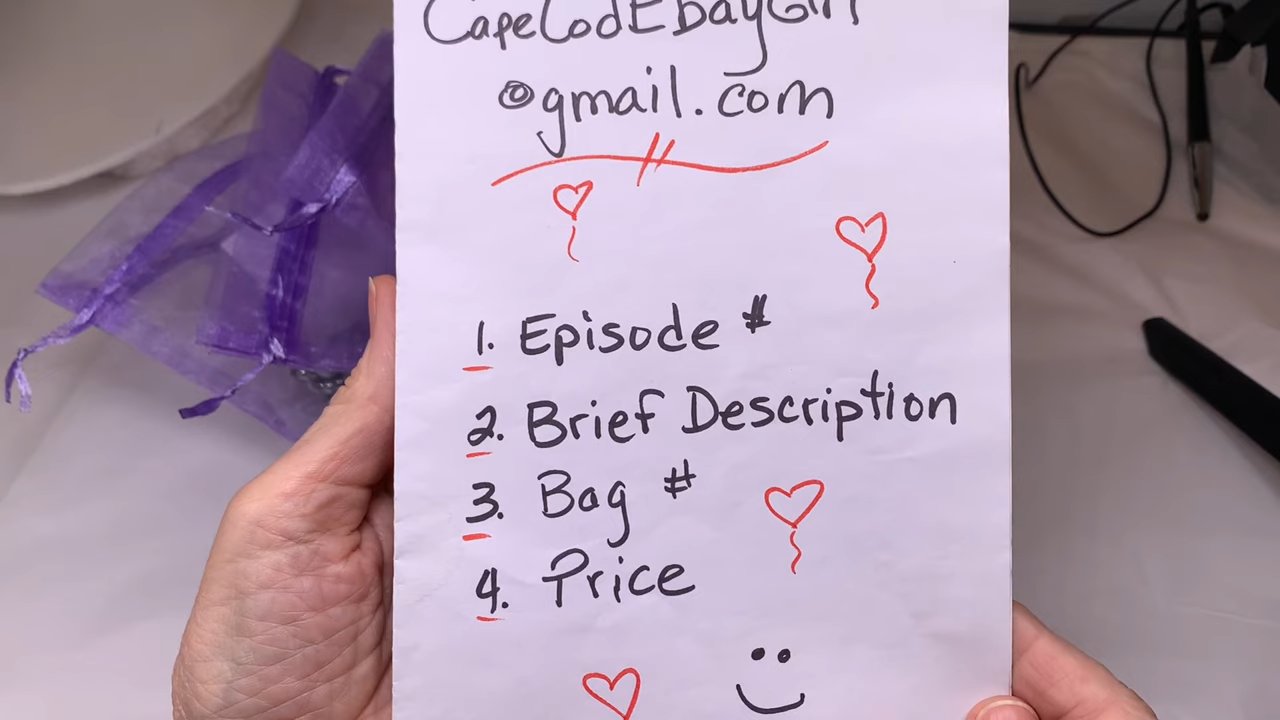 CapeCodEbayGirl
@gmail.com
1. Episode #
2. Brief Description
3. Bag #
4. Price